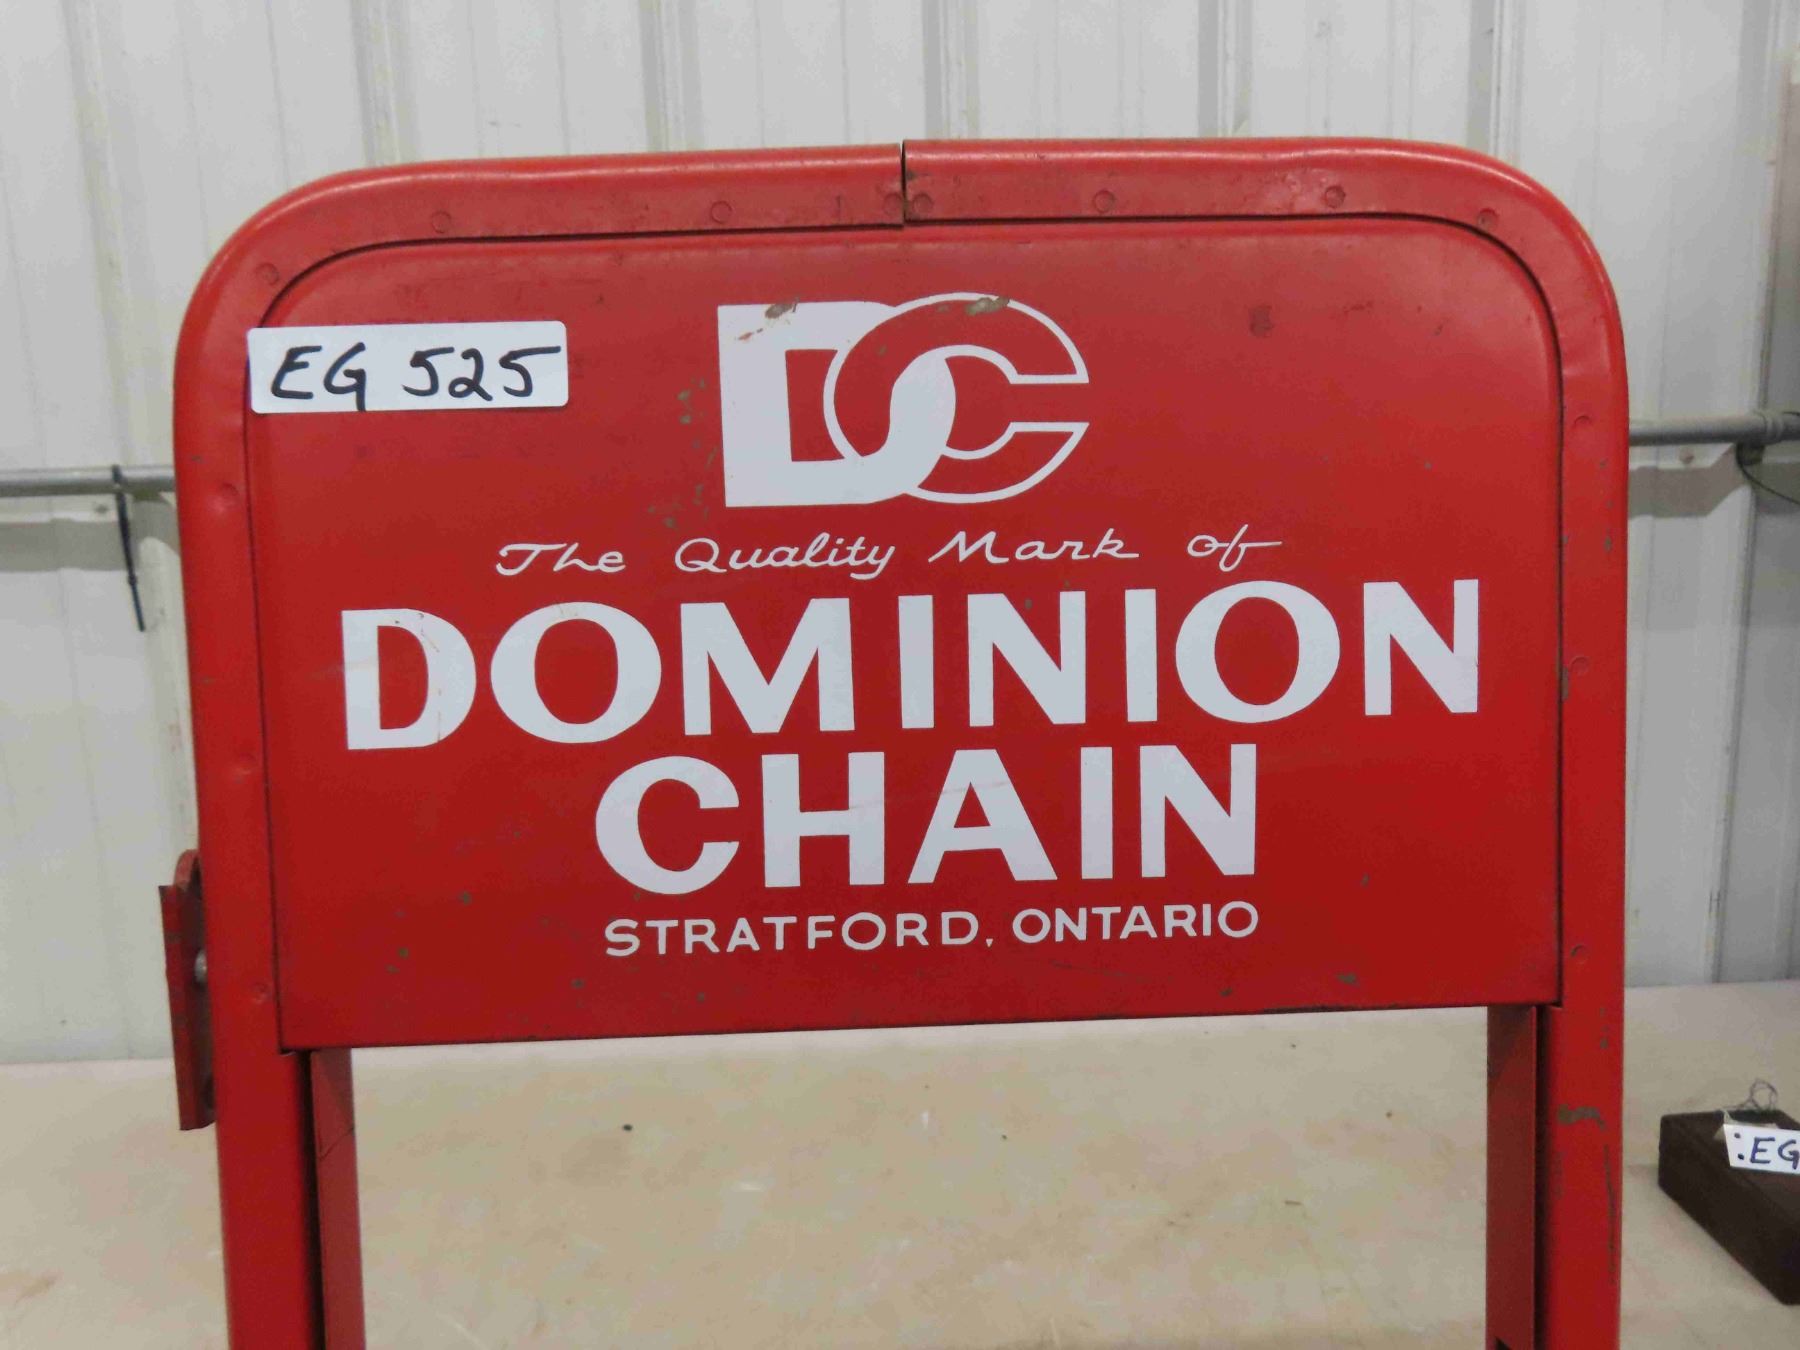 EG 525
DC
The Quality Mark of
DOMINION
CHAIN
STRATFORD, ONTARIO
:EG